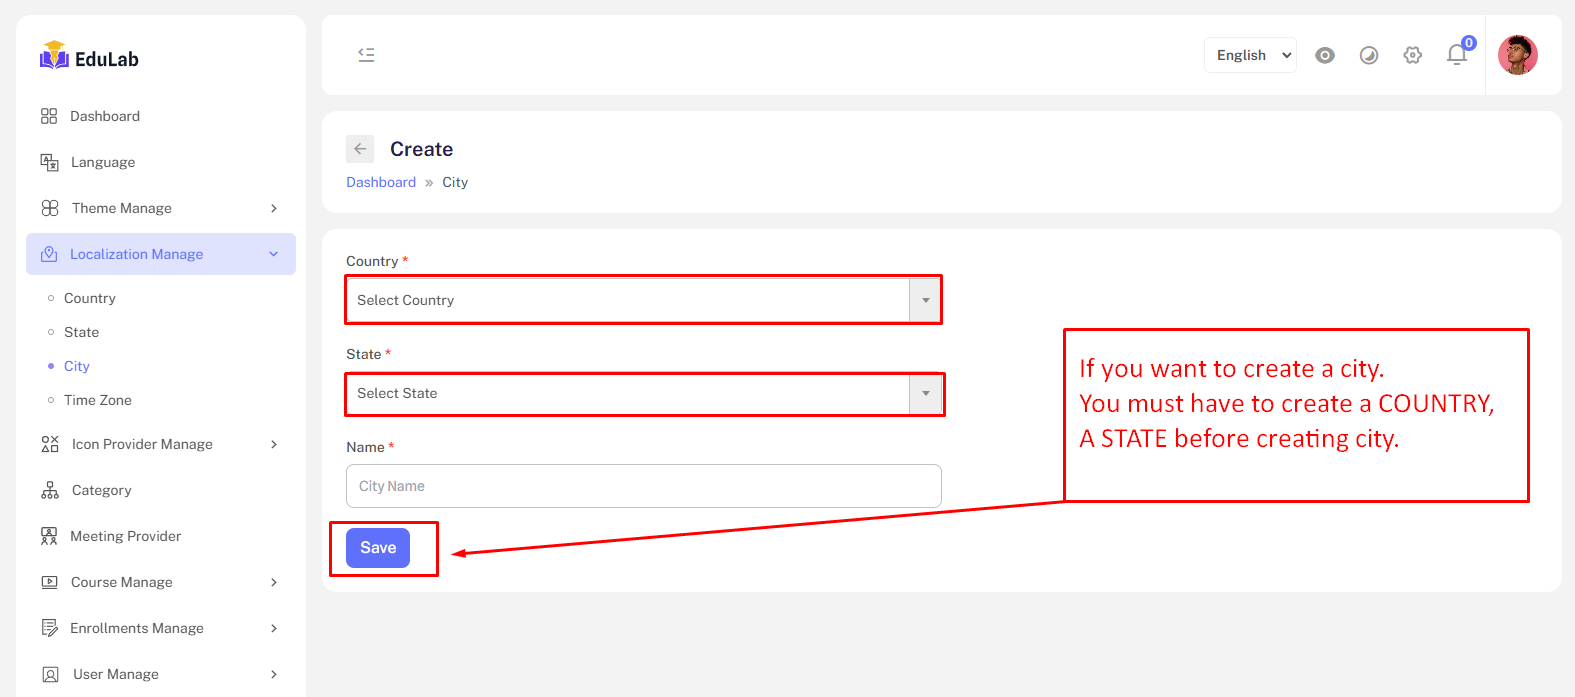 EduLab
Dashboard
Language
Theme Manage
Localization Manage
Country
State
City
Time Zone
Icon Provider Manage
Category
Meeting Provider
Course Manage
Enrollments Manage
User Manage
English
0
Create
Dashboard » City
Country *
Select Country
State *
Select State
Name *
City Name
Save
If you want to create a city.
You must have to create a COUNTRY,
A STATE before creating city.